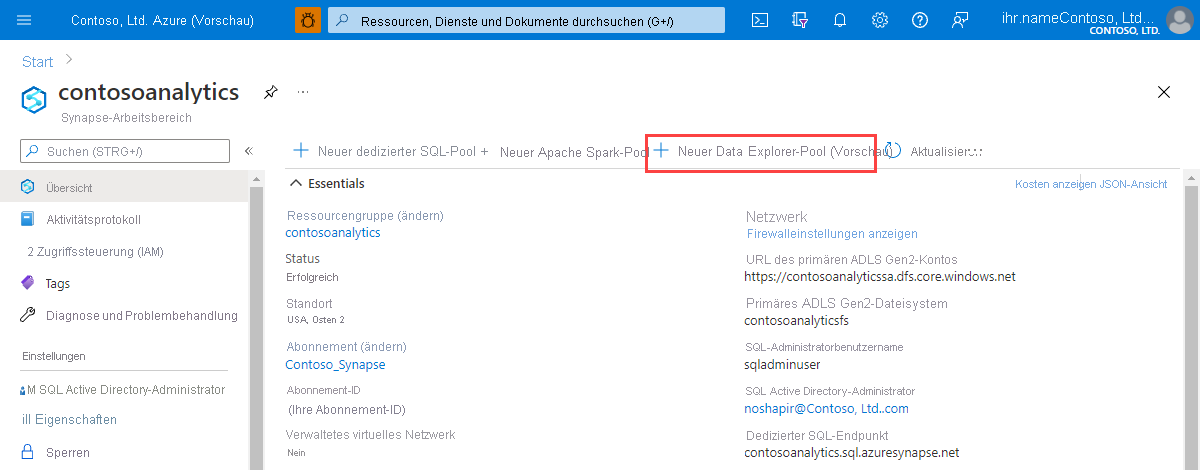 Contoso, Ltd. Azure (Vorschau)
Ressourcen, Dienste und Dokumente durchsuchen (G+/)
ihr.nameContoso, Ltd...
CONTOSO, LTD.
Start
contosoanalytics
...
Synapse-Arbeitsbereich
Suchen (STRG+/)
«
Übersicht
Aktivitätsprotokoll
2 Zugriffssteuerung (IAM)
Tags
Diagnose und Problembehandlung
Einstellungen
M SQL Active Directory-Administrator
ill Eigenschaften
Sperren
+ Neuer dedizierter SQL-Pool +
Neuer Apache Spark-Pool
+ Neuer Data Explorer-Pool (Vorschau)
Aktualisier...
Essentials
Kosten anzeigen JSON-Ansicht
Ressourcengruppe (ändern)
contosoanalytics
Status
Erfolgreich
Standort
USA, Osten 2
Abonnement (ändern)
Contoso_Synapse
Abonnement-ID
(Ihre Abonnement-ID)
Verwaltetes virtuelles Netzwerk
Nein
Netzwerk
Firewalleinstellungen anzeigen
URL des primären ADLS Gen2-Kontos
https://contosoanalyticssa.dfs.core.windows.net
Primäres ADLS Gen2-Dateisystem
contosoanalyticsfs
SQL-Administratorbenutzername
sqladminuser
SQL Active Directory-Administrator
noshapir@Contoso, Ltd..com
Dedizierter SQL-Endpunkt
contosoanalytics.sql.azuresynapse.net